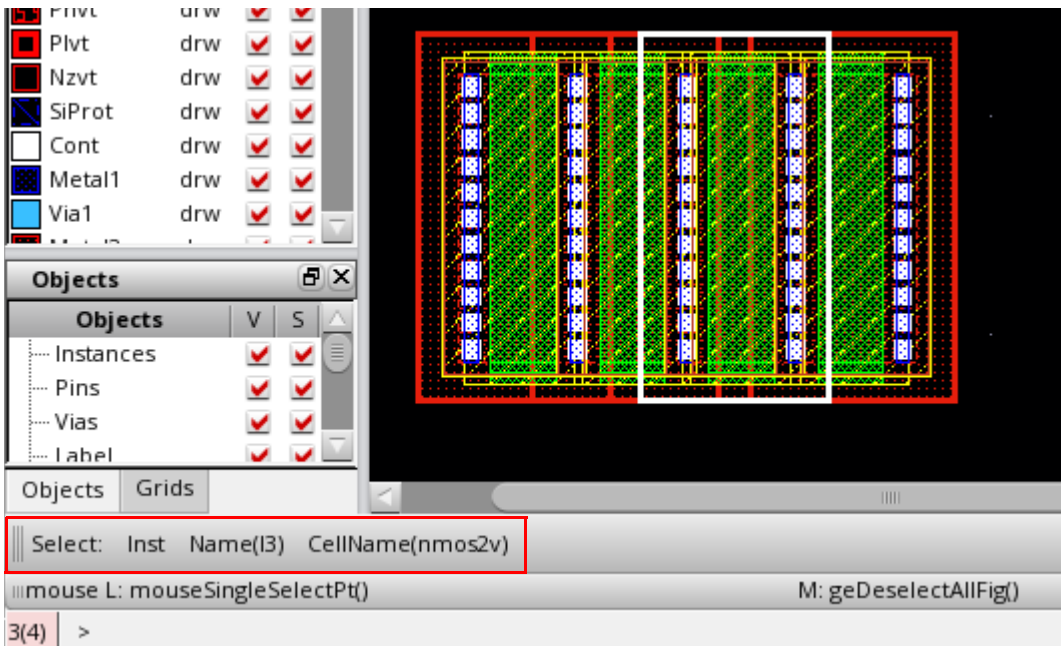 Plvt drw
Nzvt drw
SiProt drw
Cont drw
Metal1 drw
Via1 drw
Objects
Objects V S
Instances
Pins
Vias
Label
Objects Grids
Select: Inst Name(I3) CellName(nmos2v)
mouse L: mouseSingleSelectPt() M: geDeselectAllFig()
3(4) >